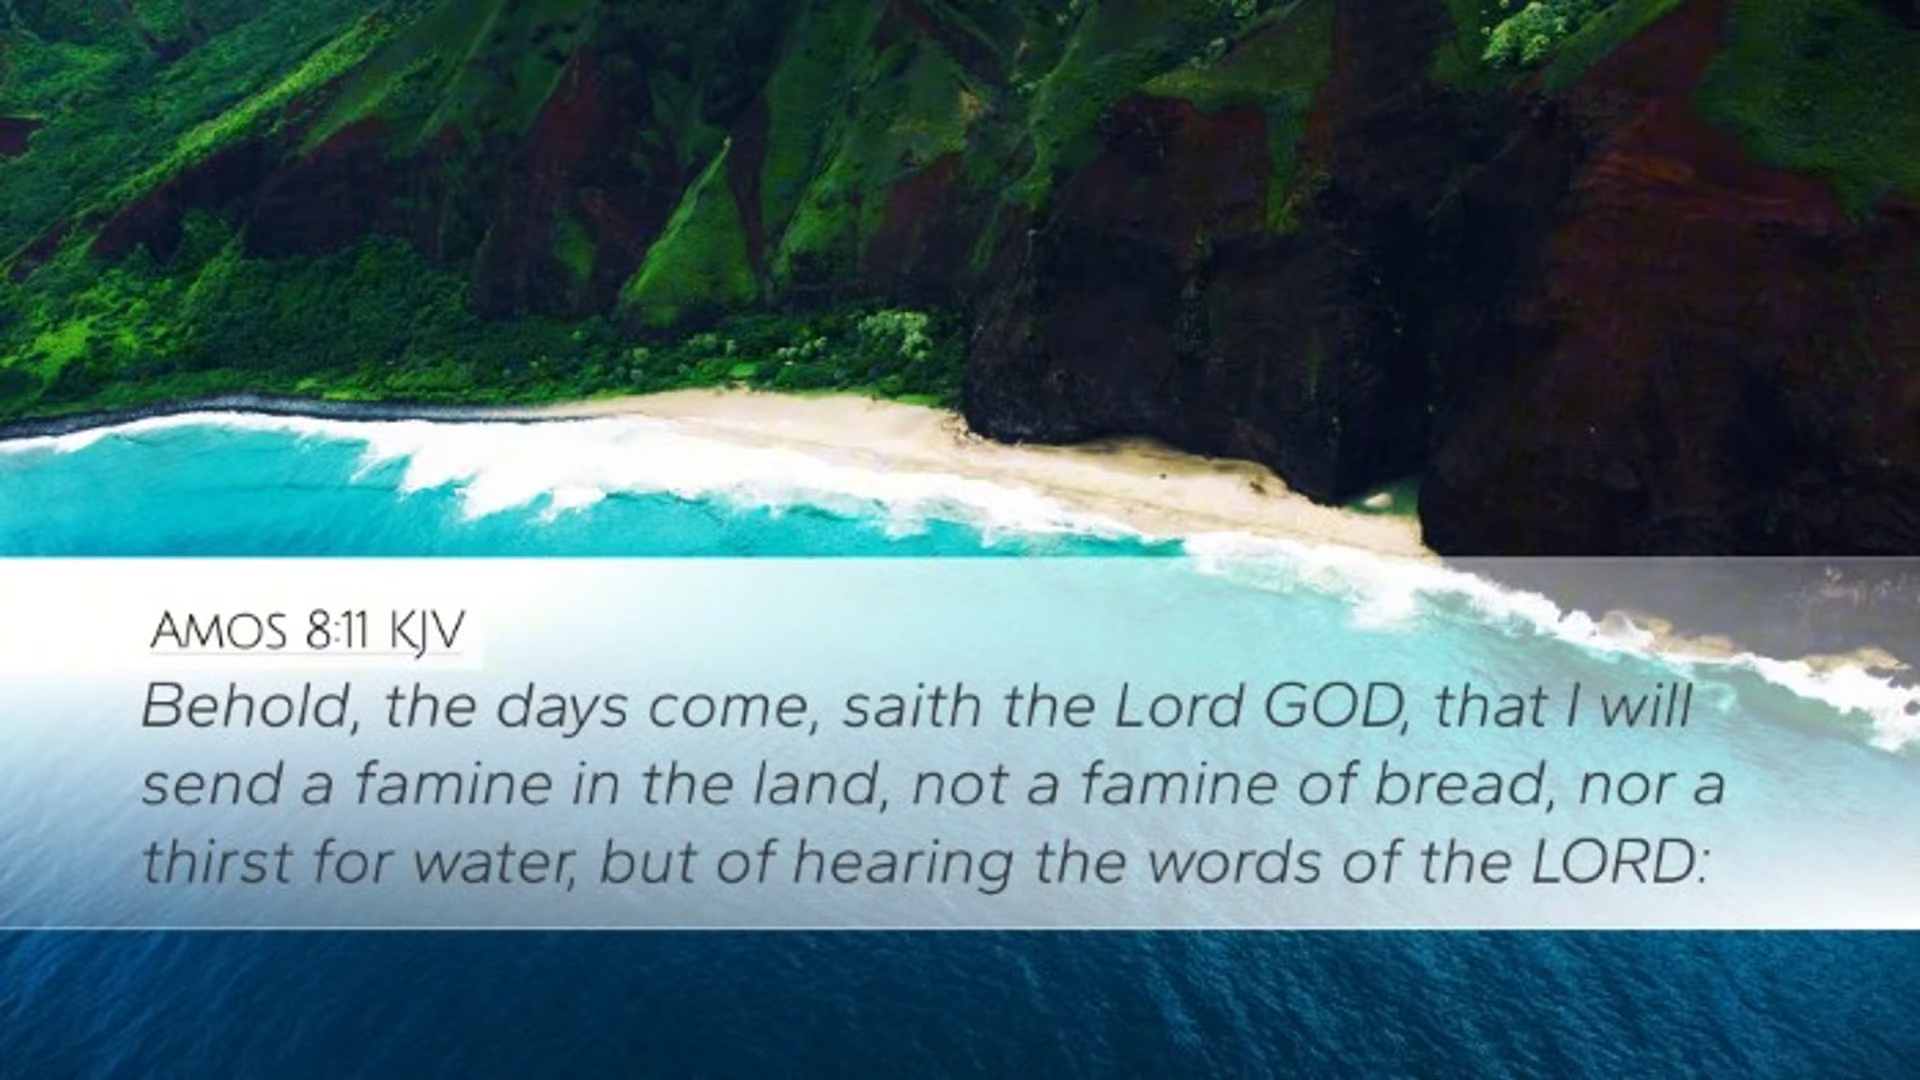 AMOS 8:11 KJV
Behold, the days come, saith the Lord GOD, that I will
send a famine in the land, not a famine of bread, nor a
thirst for water, but of hearing the words of the LORD: